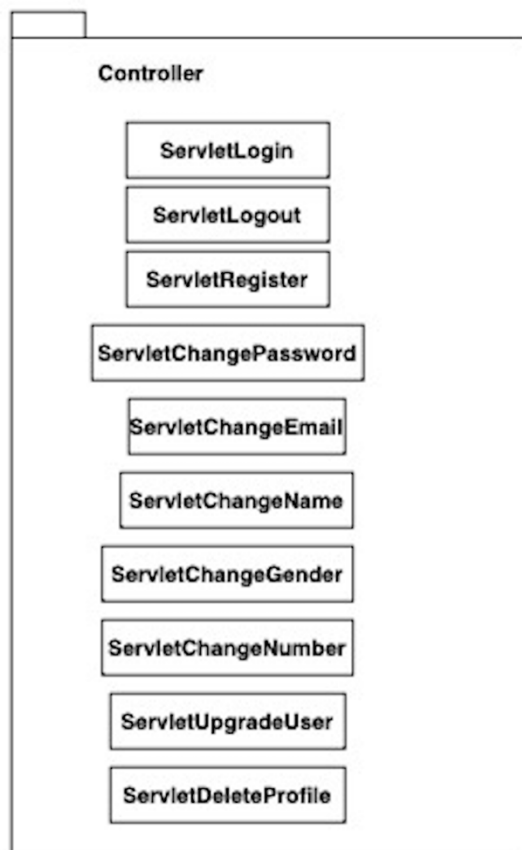 Controller
ServletLogin
ServletLogout
ServletRegister
ServletChangePassword
ServletChangeEmail
ServletChangeName
ServletChangeGender
ServletChangeNumber
ServletUpgradeUser
ServletDeleteProfile